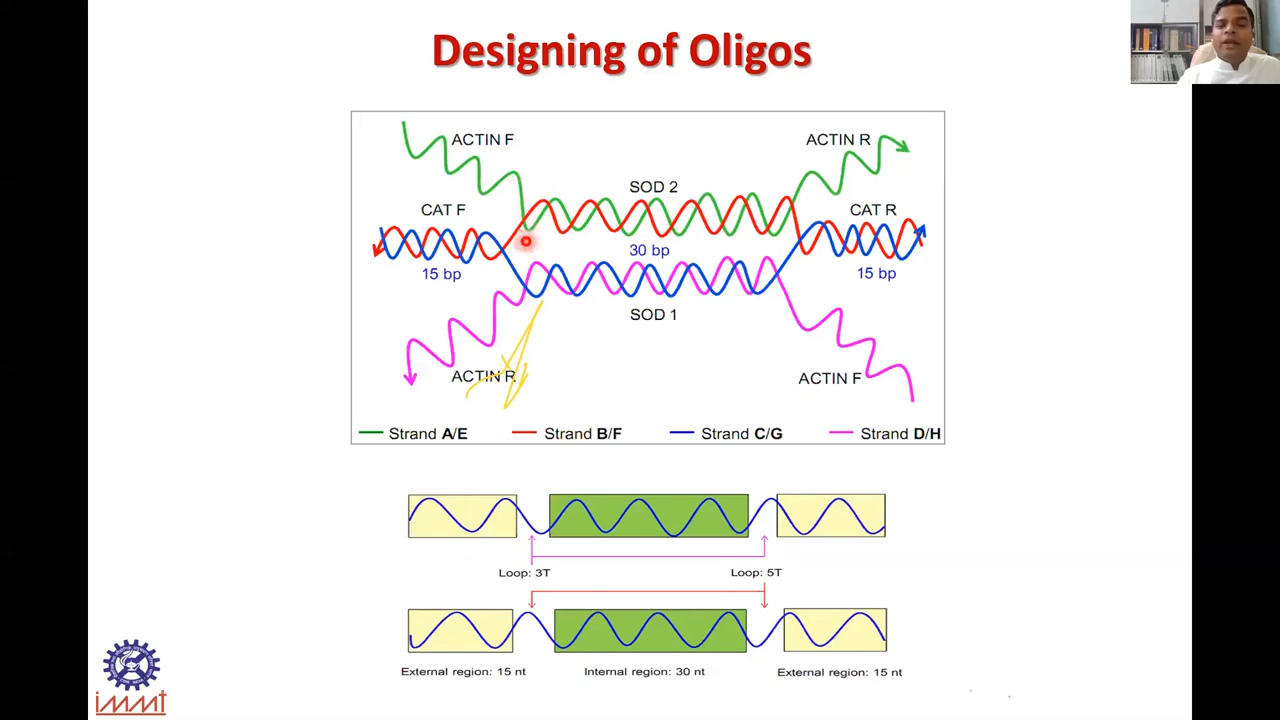 Designing of Oligos
ACTIN F
ACTIN R
SOD 2
CAT F
CAT R
30 bp
15 bp
15 bp
SOD 1
ACTIN R
ACTIN F
Strand A/E
Strand B/F
Strand C/G
Strand D/H
Loop: 3T
Loop: 5T
External region: 15 nt
Internal region: 30 nt
External region: 15 nt
immt